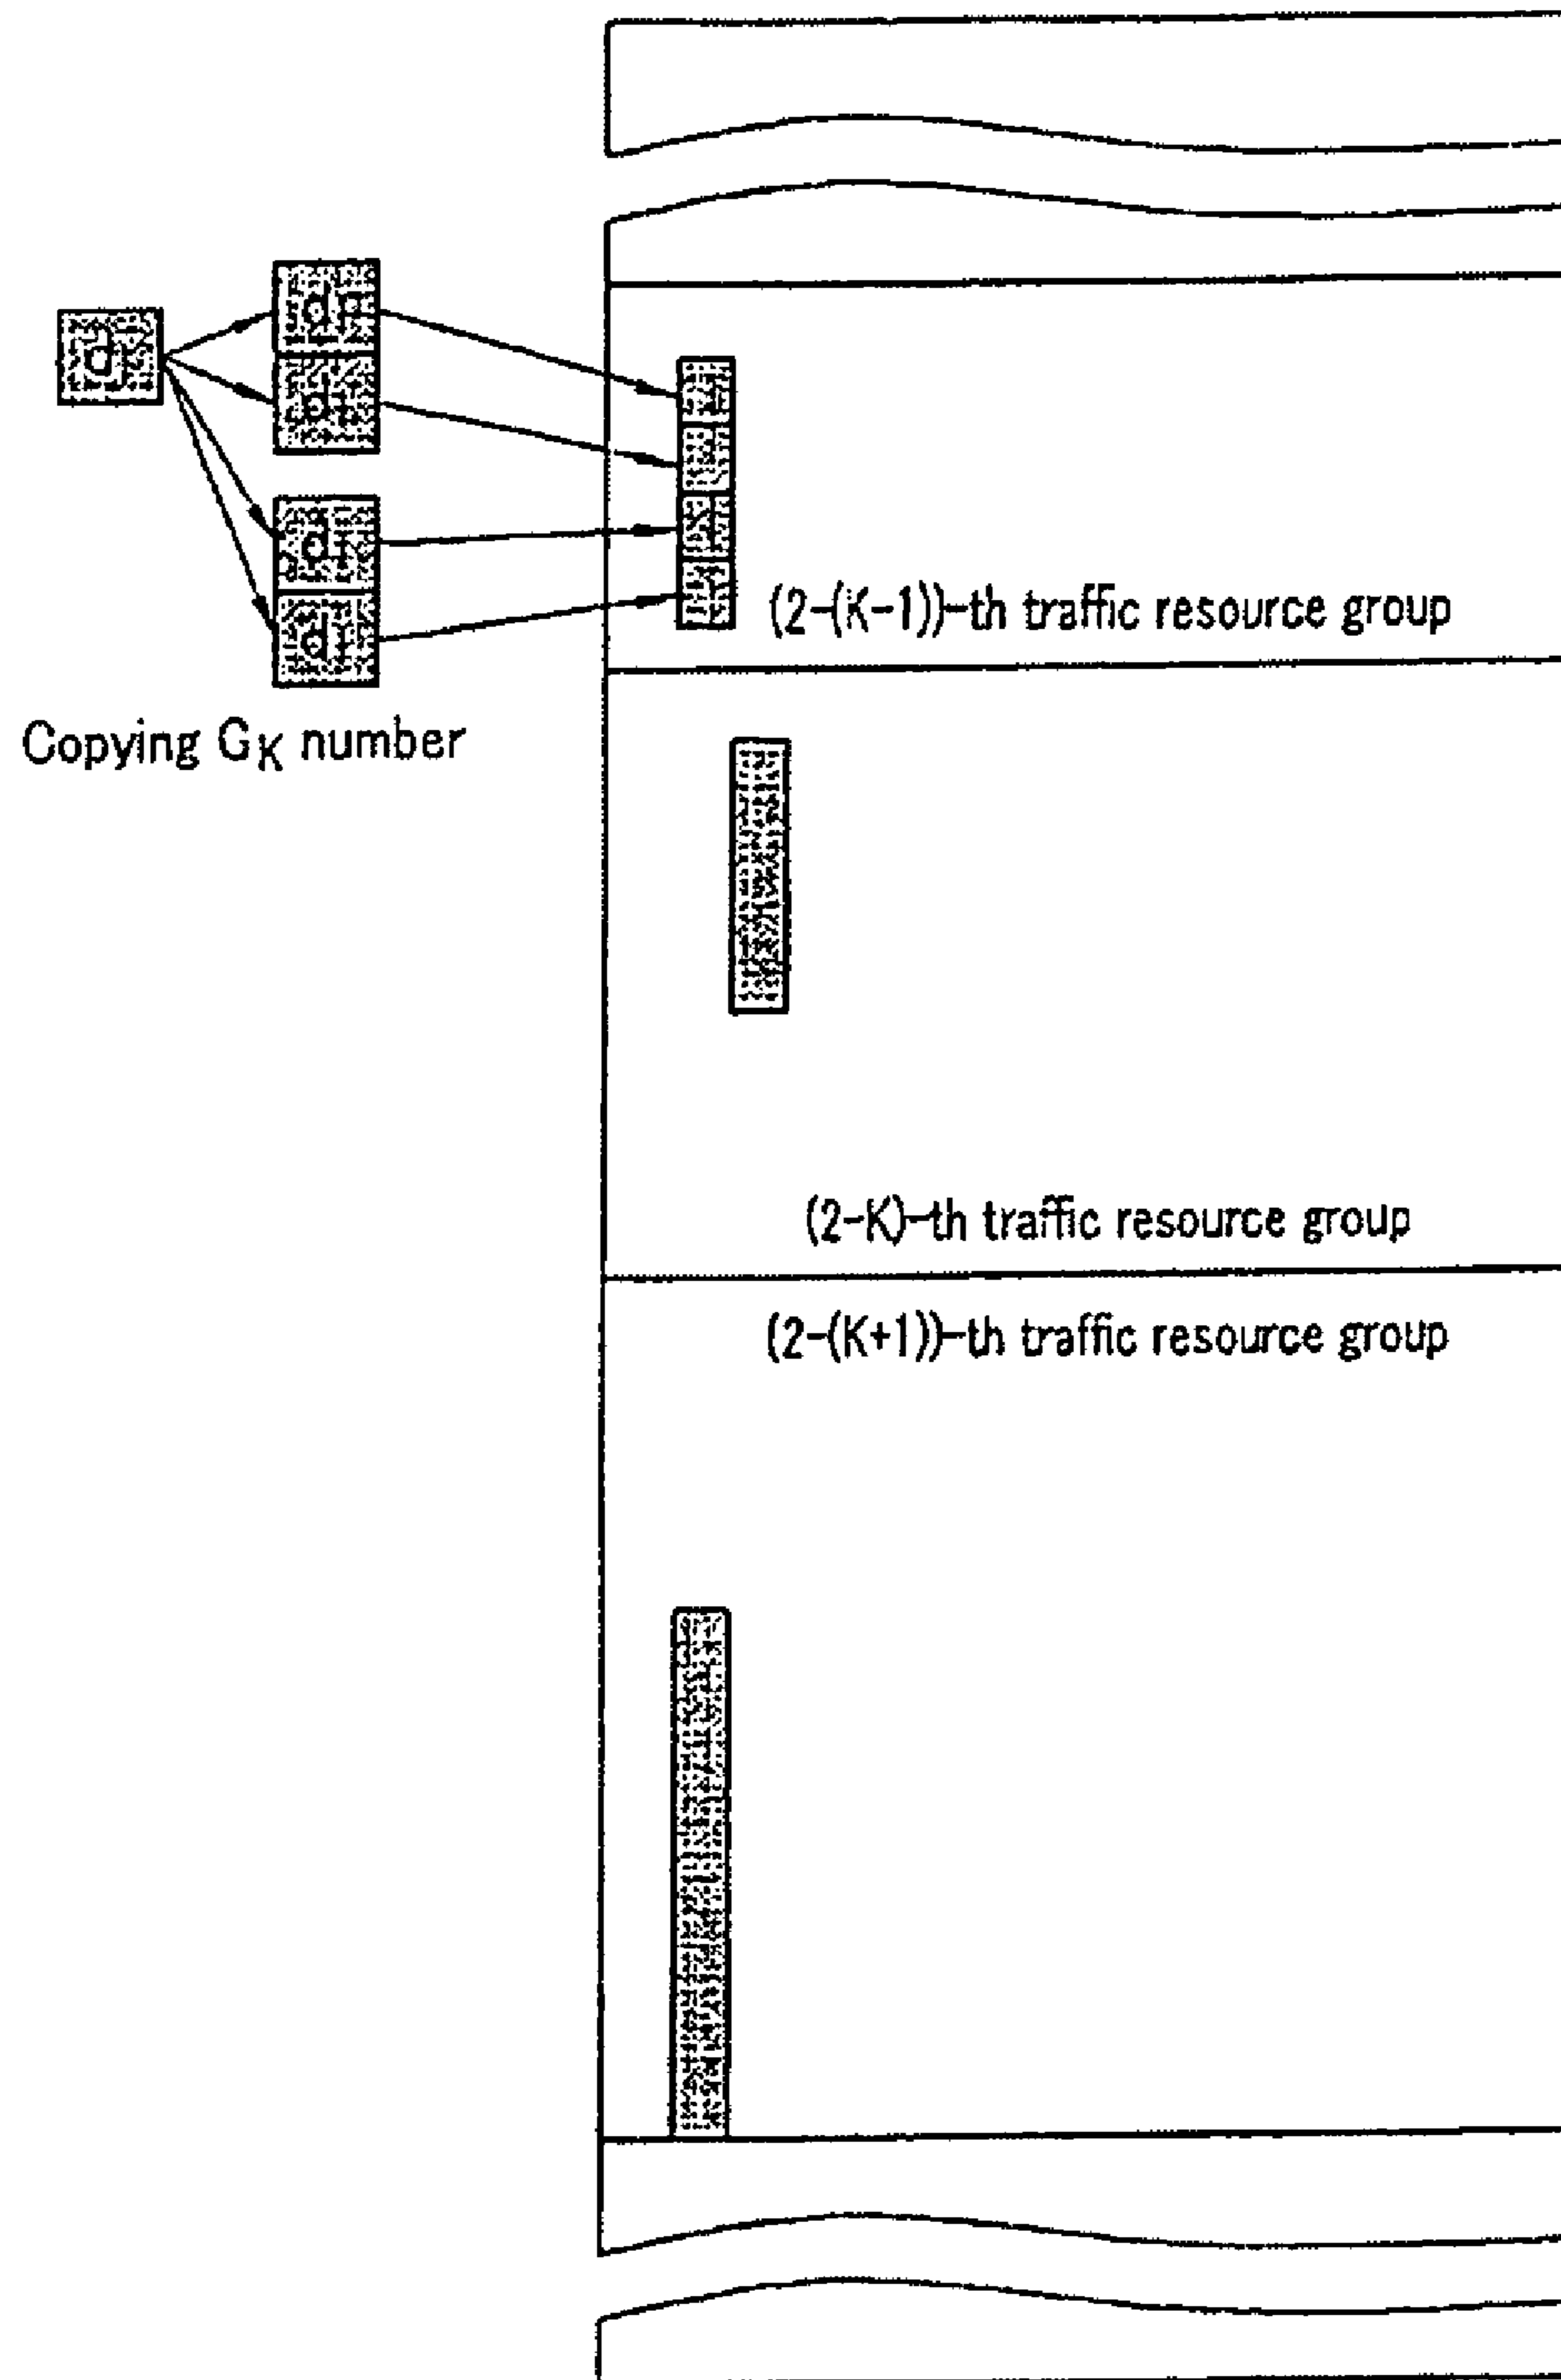 d
d
d
d
d
(2-(K-1))-th traffic resource group
Copying GK number
(2-K)-th traffic resource group
(2-(K+1))-th traffic resource group